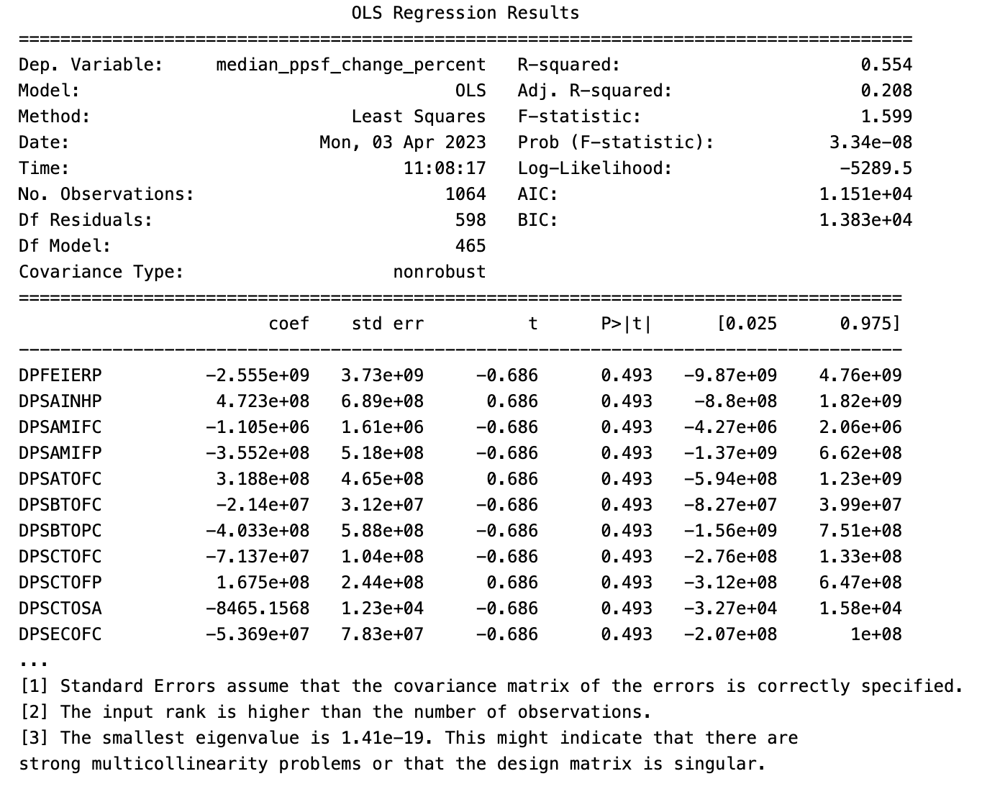 OLS Regression Results
==============================================================================
Dep. Variable: median_ppsf_change_percent R-squared: 0.554
Model: OLS Adj. R-squared: 0.208
Method: Least Squares F-statistic: 1.599
Date: Mon, 03 Apr 2023 Prob (F-statistic): 3.34e-08
Time: 11:08:17 Log-Likelihood: -5289.5
No. Observations: 1064 AIC: 1.151e+04
Df Residuals: 598 BIC: 1.383e+04
Df Model: 465
Covariance Type: nonrobust
==============================================================================
coef std err t P>|t| [0.025 0.975]
------------------------------------------------------------------------------
DPFEIERP -2.555e+09 3.73e+09 -0.686 0.493 -9.87e+09 4.76e+09
DPSAINHP 4.723e+08 6.89e+08 0.686 0.493 -8.8e+08 1.82e+09
DPSAMIFC -1.105e+06 1.61e+06 -0.686 0.493 -4.27e+06 2.06e+06
DPSAMIFP -3.552e+08 5.18e+08 -0.686 0.493 -1.37e+09 6.62e+08
DPSATOFC 3.188e+08 4.65e+08 0.686 0.493 -5.94e+08 1.23e+09
DPSBTOFC -2.14e+07 3.12e+07 -0.686 0.493 -8.27e+07 3.99e+07
DPSBTOPC -4.033e+08 5.88e+08 -0.686 0.493 -1.56e+09 7.51e+08
DPSCTOFC -7.137e+07 1.04e+08 -0.686 0.493 -2.76e+08 1.33e+08
DPSCTOFP 1.675e+08 2.44e+08 0.686 0.493 -3.12e+08 6.47e+08
DPSCTOSA -8465.1568 1.23e+04 -0.686 0.493 -3.27e+04 1.58e+04
DPSECOFC -5.369e+07 7.83e+07 -0.686 0.493 -2.07e+08 1e+08
...
[1] Standard Errors assume that the covariance matrix of the errors is correctly specified.
[2] The input rank is higher than the number of observations.
[3] The smallest eigenvalue is 1.41e-19. This might indicate that there are
strong multicollinearity problems or that the design matrix is singular.